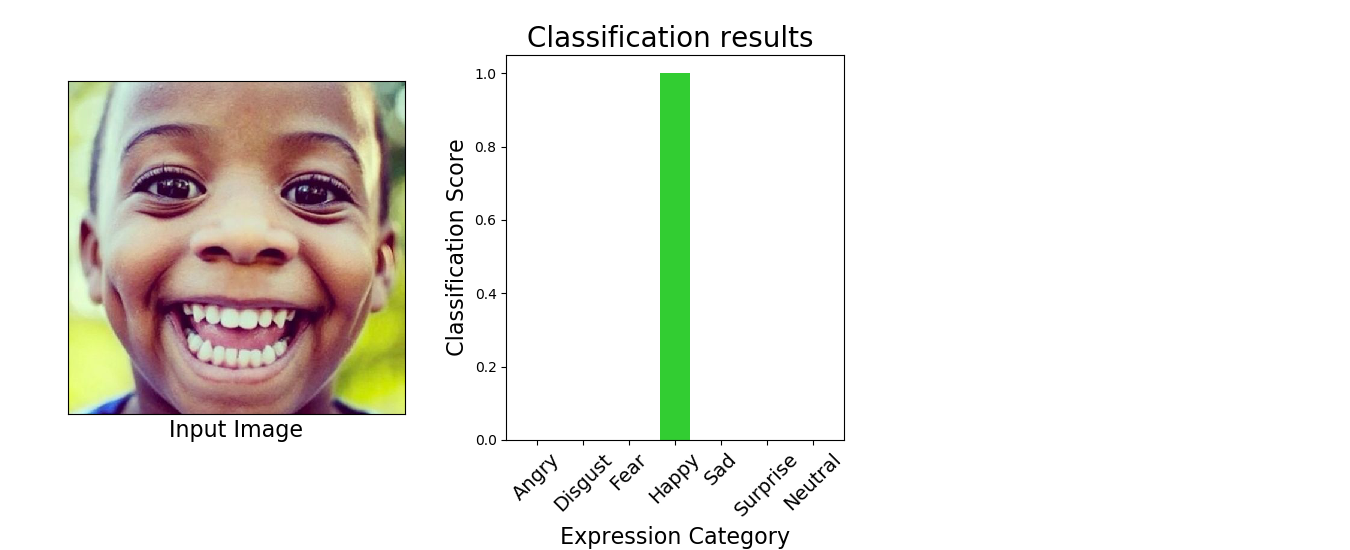 Classification results
Classification Score
1.0
0.8
0.6
0.4
0.2
0.0
Angry
Disgust
Fear
Happy
Sad
Surprise
Neutral
Expression Category
Input Image